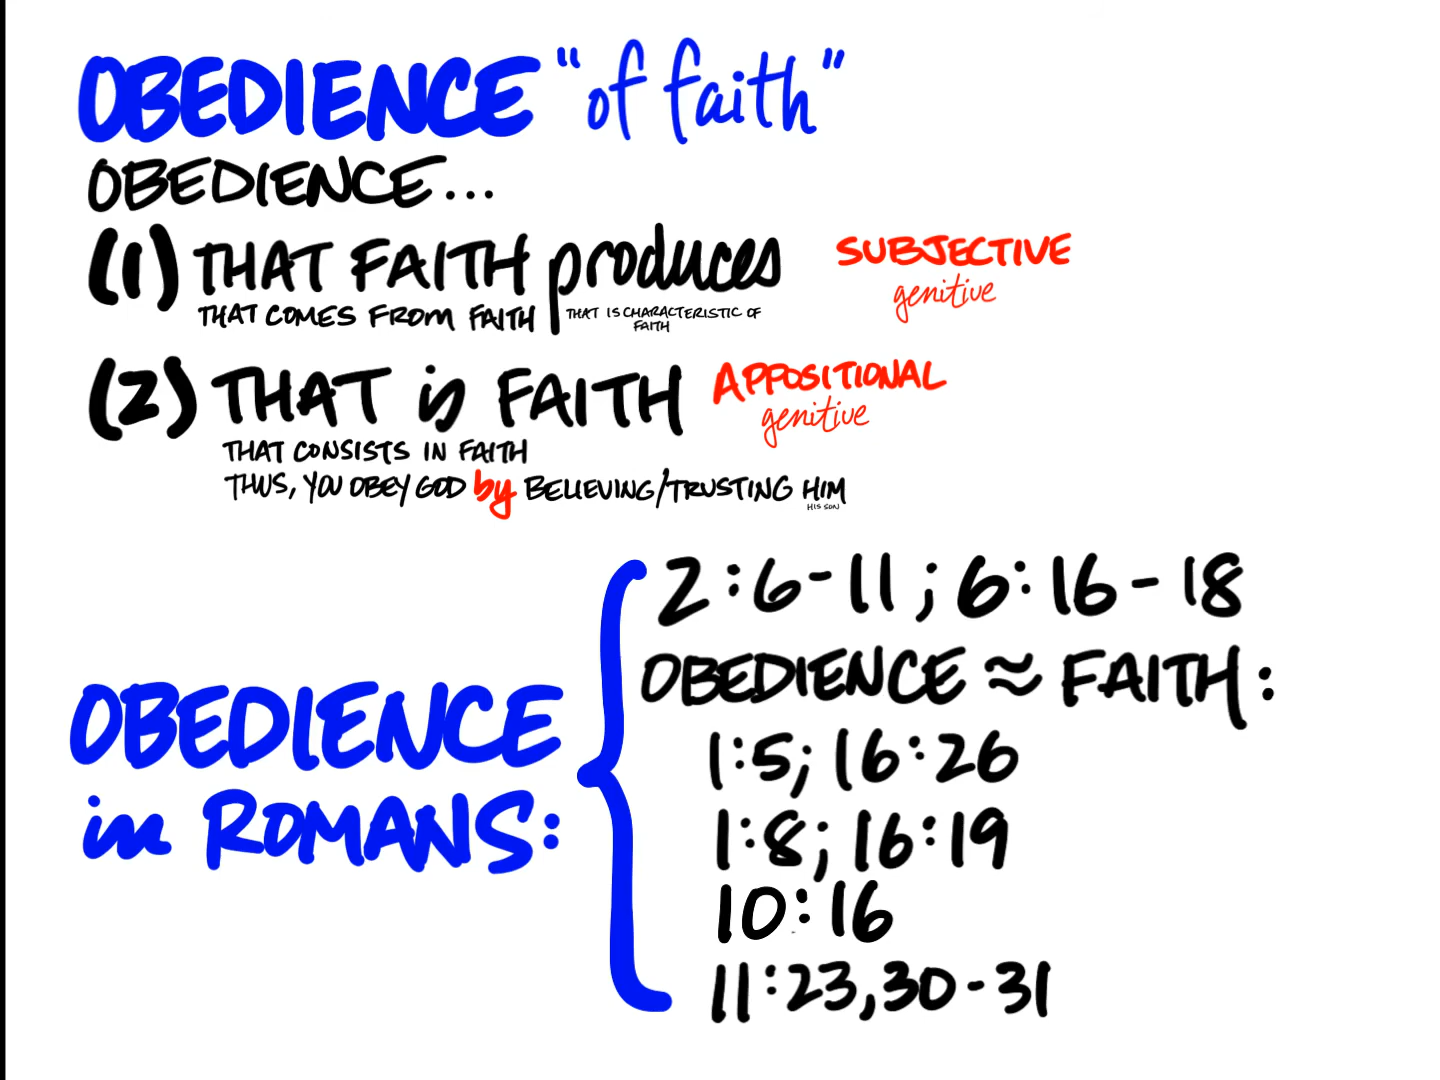 OBEDIENCE "of faith"
OBEDIENCE...
(1) THAT FAITH produces SUBJECTIVE
genitive
THAT COMES FROM FAITH THAT IS CHARACTERISTIC OF
FAITH
(2) THAT is FAITH APPOSITIONAL
genitive
THAT CONSISTS IN FAITH
THUS, YOU OBEY GOD by BELIEVING/TRUSTING HIM
HIS SON
OBEDIENCE
in ROMANS:
2:6-11; 6:16-18
OBEDIENCE ≈ FAITH:
1:5; 16:26
1:8; 16:19
10:16
11:23,30-31